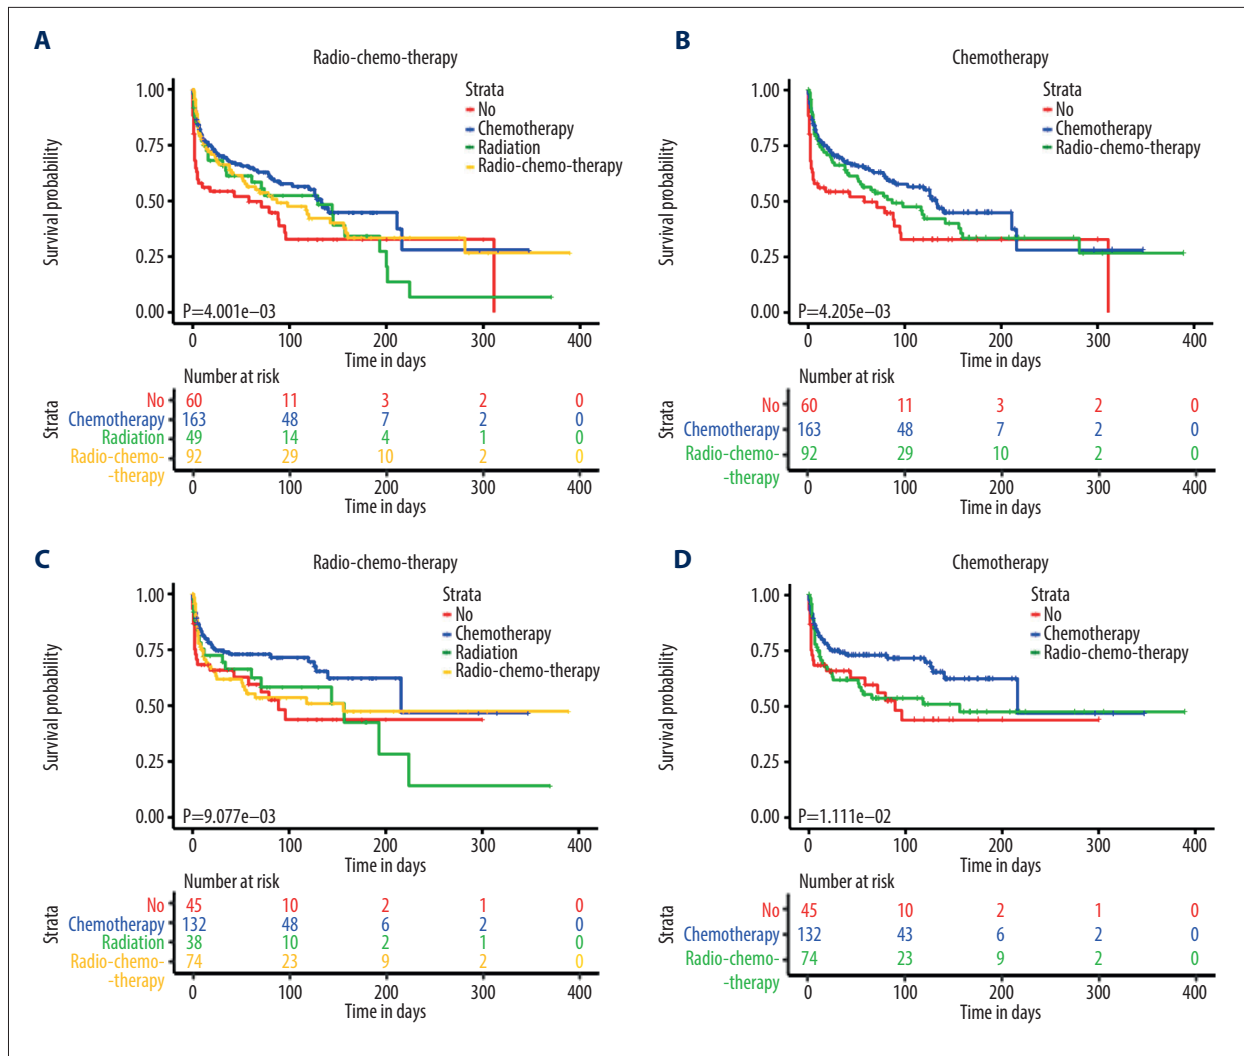 A
Radio-chemo-therapy
Survival probability
1.00
0.75
0.50
0.25
0.00
Strata
No
Chemotherapy
Radiation
Radio-chemo-therapy
P=4.001e–03
0 100 200 300 400
Time in days
Number at risk
Strata
No 60 11 3 2 0
Chemotherapy 163 48 7 2 0
Radiation 49 14 4 1 0
Radio-chemo- 92 29 10 2 0
-therapy
0 100 200 300 400
Time in days
B
Chemotherapy
Survival probability
1.00
0.75
0.50
0.25
0.00
Strata
No
Chemotherapy
Radio-chemo-therapy
P=4.205e–03
0 100 200 300 400
Time in days
Number at risk
Strata
No 60 11 3 2 0
Chemotherapy 163 48 7 2 0
Radio-chemo- 92 29 10 2 0
-therapy
0 100 200 300 400
Time in days
C
Radio-chemo-therapy
Survival probability
1.00
0.75
0.50
0.25
0.00
Strata
No
Chemotherapy
Radiation
Radio-chemo-therapy
P=9.077e–03
0 100 200 300 400
Time in days
Number at risk
Strata
No 45 10 2 1 0
Chemotherapy 132 48 6 2 0
Radiation 38 10 2 1 0
Radio-chemo- 74 23 9 2 0
-therapy
0 100 200 300 400
Time in days
D
Chemotherapy
Survival probability
1.00
0.75
0.50
0.25
0.00
Strata
No
Chemotherapy
Radio-chemo-therapy
P=1.111e–02
0 100 200 300 400
Time in days
Number at risk
Strata
No 45 10 2 1 0
Chemotherapy 132 43 6 2 0
Radio-chemo- 74 23 9 2 0
-therapy
0 100 200 300 400
Time in days